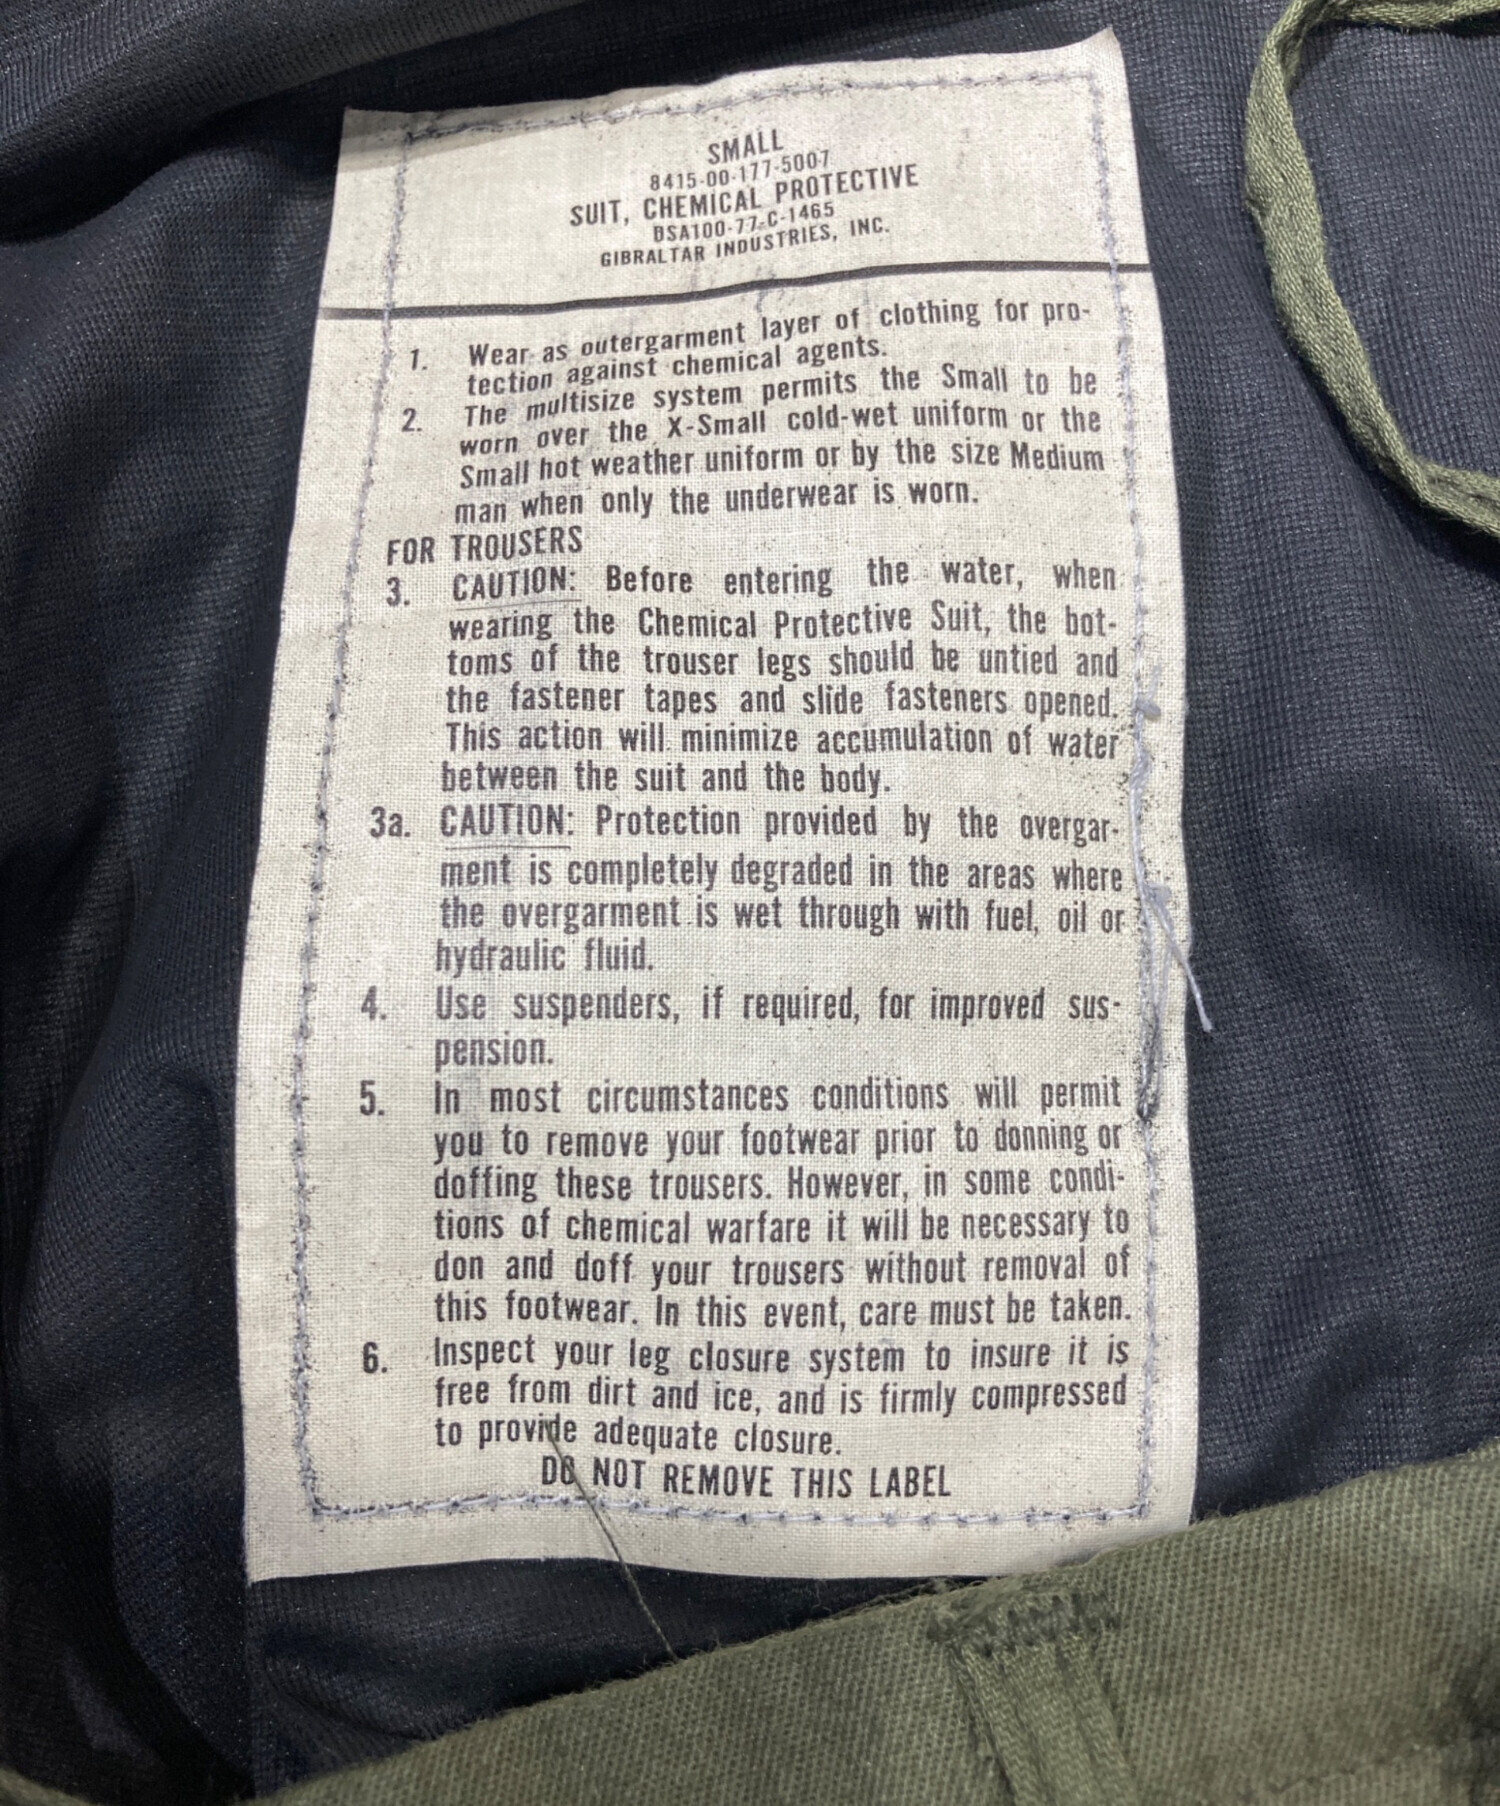 SMALL
8415-00-177-5007
SUIT, CHEMICAL PROTECTIVE
DSA100-77-C-1465
GIBRALTAR INDUSTRIES, INC.
1. Wear as outergarment layer of clothing for pro-
tection against chemical agents.
2. The multisize system permits the Small to be
worn over the X-Small cold-wet uniform or the
Small hot weather uniform or by the size Medium
man when only the underwear is worn.
FOR TROUSERS
3. CAUTION: Before entering the water, when
wearing the Chemical Protective Suit, the bot-
toms of the trouser legs should be untied and
the fastener tapes and slide fasteners opened.
This action will minimize accumulation of water
between the suit and the body.
3a. CAUTION: Protection provided by the overgar-
ment is completely degraded in the areas where
the overgarment is wet through with fuel, oil or
hydraulic fluid.
4. Use suspenders, if required, for improved sus-
pension.
5. In most circumstances conditions will permit
you to remove your footwear prior to donning or
doffing these trousers. However, in some condi-
tions of chemical warfare it will be necessary to
don and doff your trousers without removal of
this footwear. In this event, care must be taken.
6. Inspect your leg closure system to insure it is
free from dirt and ice, and is firmly compressed
to provide adequate closure.
DO NOT REMOVE THIS LABEL